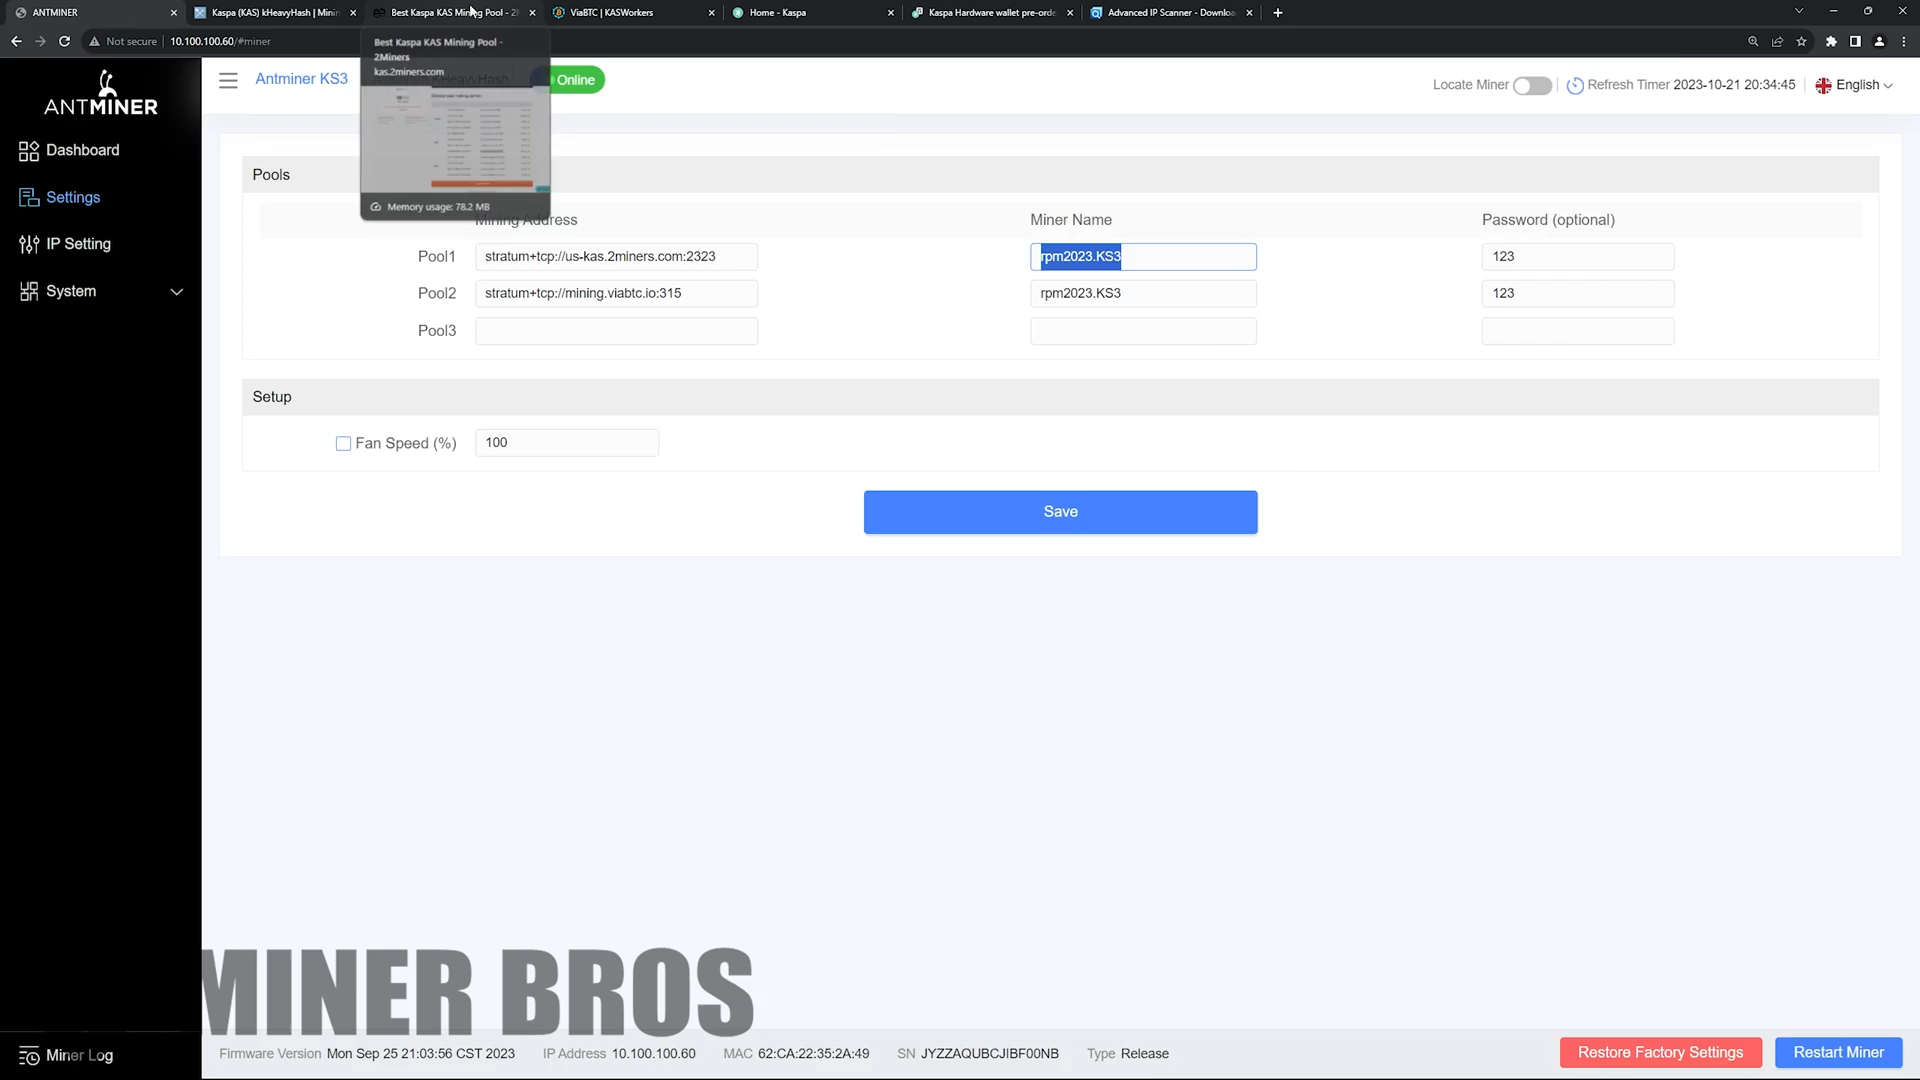 ANTMINER
Kaspa (KAS) kHeavyHash | Minin
Best Kaspa KAS Mining Pool - 2
ViaBTC | KASWorkers
Home - Kaspa
Kaspa Hardware wallet pre-orde
Advanced IP Scanner - Downloa
Not secure
10.100.100.60/#miner
Best Kaspa KAS Mining Pool -
2Miners
kas.2miners.com
Memory usage: 78.2 MB
ANTMINER
Antminer KS3
Online
Locate Miner
Refresh Timer 2023-10-21 20:34:45
English
Dashboard
Settings
IP Setting
System
Pools
Mining Address
Miner Name
Password (optional)
Pool1
stratum+tcp://us-kas.2miners.com:2323
rpm2023.KS3
123
Pool2
stratum+tcp://mining.viabtc.io:315
rpm2023.KS3
123
Pool3
Setup
Fan Speed (%)
100
Save
MINER BROS
Miner Log
Firmware Version Mon Sep 25 21:03:56 CST 2023
IP Address 10.100.100.60
MAC 62:CA:22:35:2A:49
SN JYZZAQUBCJIBF00NB
Type Release
Restore Factory Settings
Restart Miner